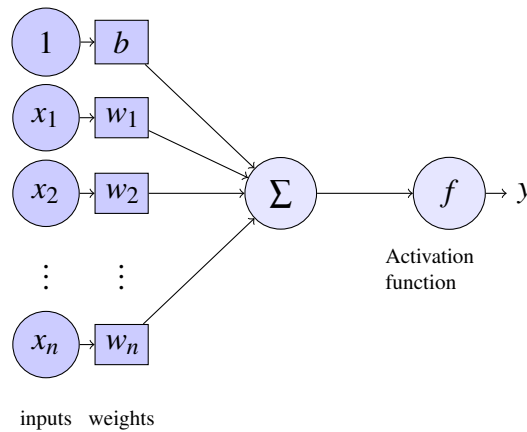 1 b
x₁ w₁
x₂ w₂ Σ f y
Activation
function
⋮ ⋮
xₙ wₙ
inputs weights